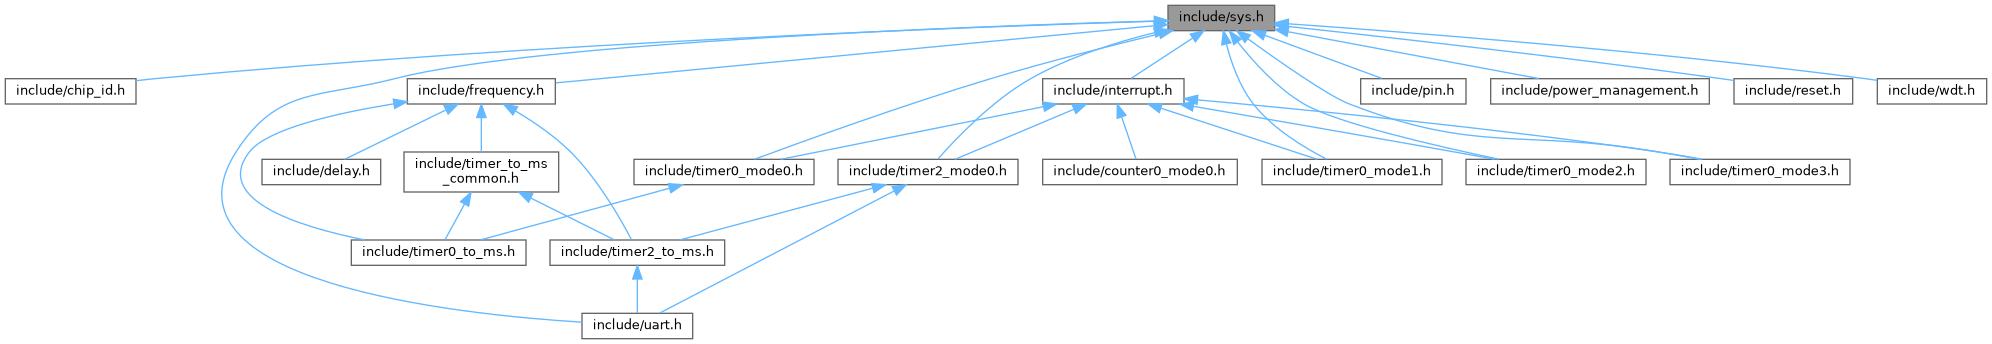 include/sys.h
include/chip_id.h
include/frequency.h
include/interrupt.h
include/pin.h
include/power_management.h
include/reset.h
include/wdt.h
include/delay.h
include/timer_to_ms
_common.h
include/timer0_mode0.h
include/timer2_mode0.h
include/counter0_mode0.h
include/timer0_mode1.h
include/timer0_mode2.h
include/timer0_mode3.h
include/timer0_to_ms.h
include/timer2_to_ms.h
include/uart.h